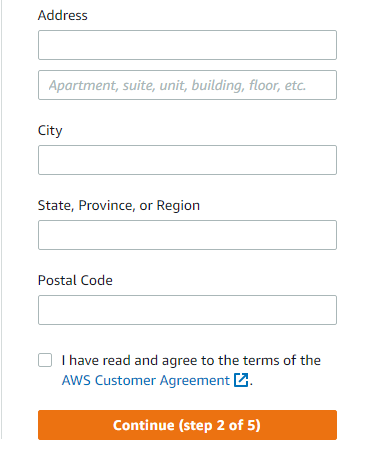 Address
Apartment, suite, unit, building, floor, etc.
City
State, Province, or Region
Postal Code
I have read and agree to the terms of the
AWS Customer Agreement.
Continue (step 2 of 5)